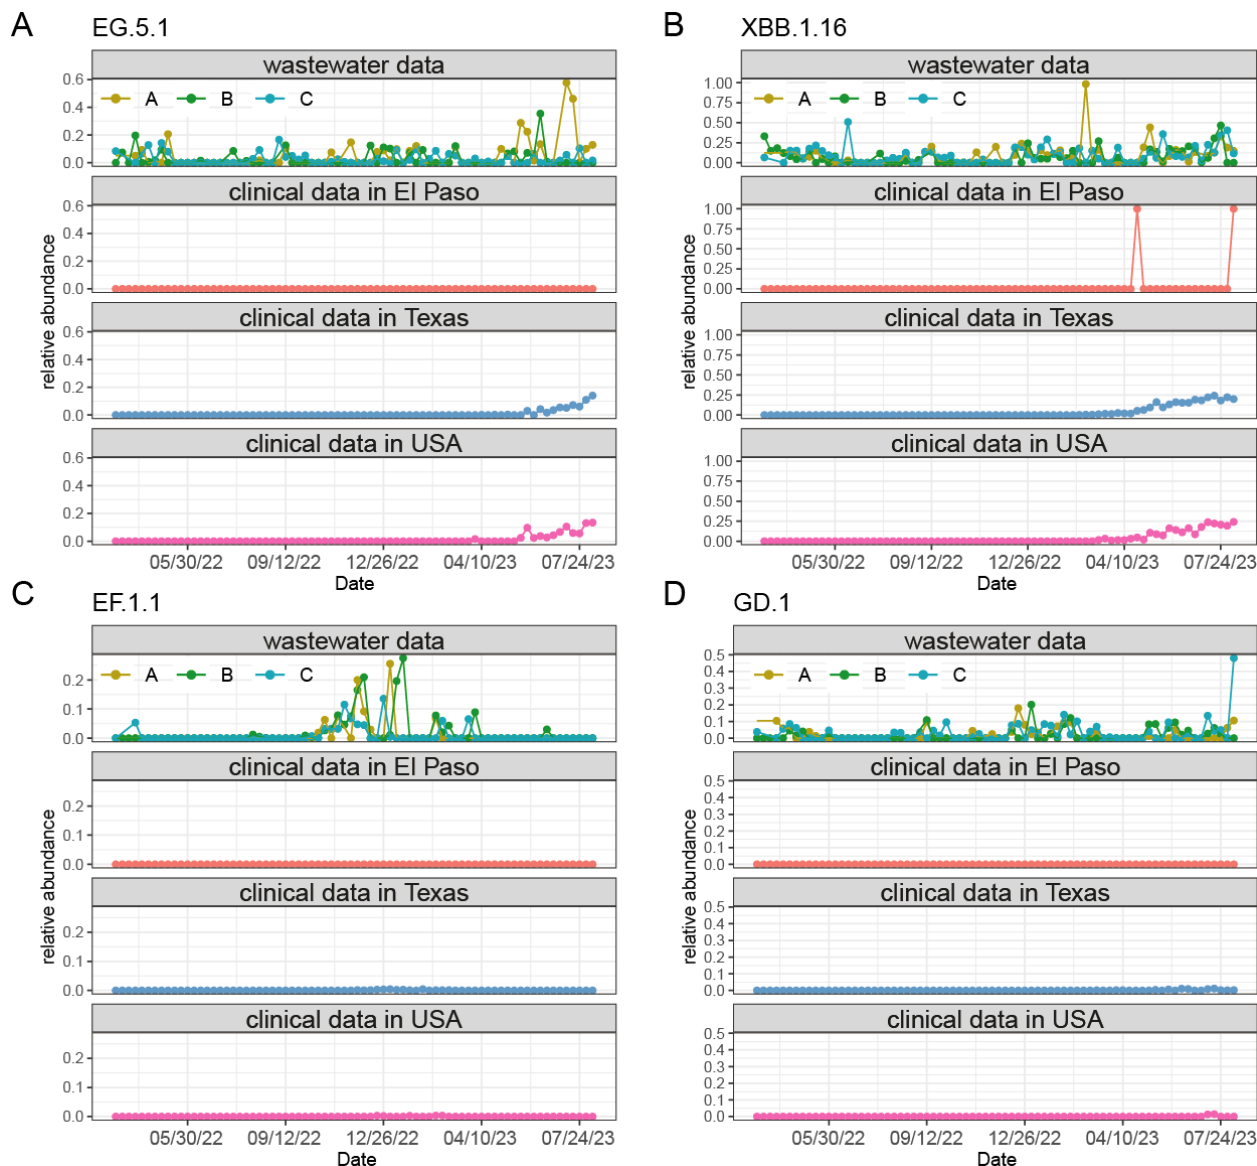 A EG.5.1
wastewater data
A B C
0.6
0.4
0.2
0.0
clinical data in El Paso
0.6
0.4
0.2
0.0
clinical data in Texas
0.6
0.4
0.2
0.0
clinical data in USA
0.6
0.4
0.2
0.0
relative abundance
05/30/22 09/12/22 12/26/22 04/10/23 07/24/23
Date
B XBB.1.16
wastewater data
A B C
1.00
0.75
0.50
0.25
0.00
clinical data in El Paso
1.00
0.75
0.50
0.25
0.00
clinical data in Texas
1.00
0.75
0.50
0.25
0.00
clinical data in USA
1.00
0.75
0.50
0.25
0.00
relative abundance
05/30/22 09/12/22 12/26/22 04/10/23 07/24/23
Date
C EF.1.1
wastewater data
A B C
0.2
0.1
0.0
clinical data in El Paso
0.2
0.1
0.0
clinical data in Texas
0.2
0.1
0.0
clinical data in USA
0.2
0.1
0.0
relative abundance
05/30/22 09/12/22 12/26/22 04/10/23 07/24/23
Date
D GD.1
wastewater data
A B C
0.5
0.4
0.3
0.2
0.1
0.0
clinical data in El Paso
0.5
0.4
0.3
0.2
0.1
0.0
clinical data in Texas
0.5
0.4
0.3
0.2
0.1
0.0
clinical data in USA
0.5
0.4
0.3
0.2
0.1
0.0
relative abundance
05/30/22 09/12/22 12/26/22 04/10/23 07/24/23
Date